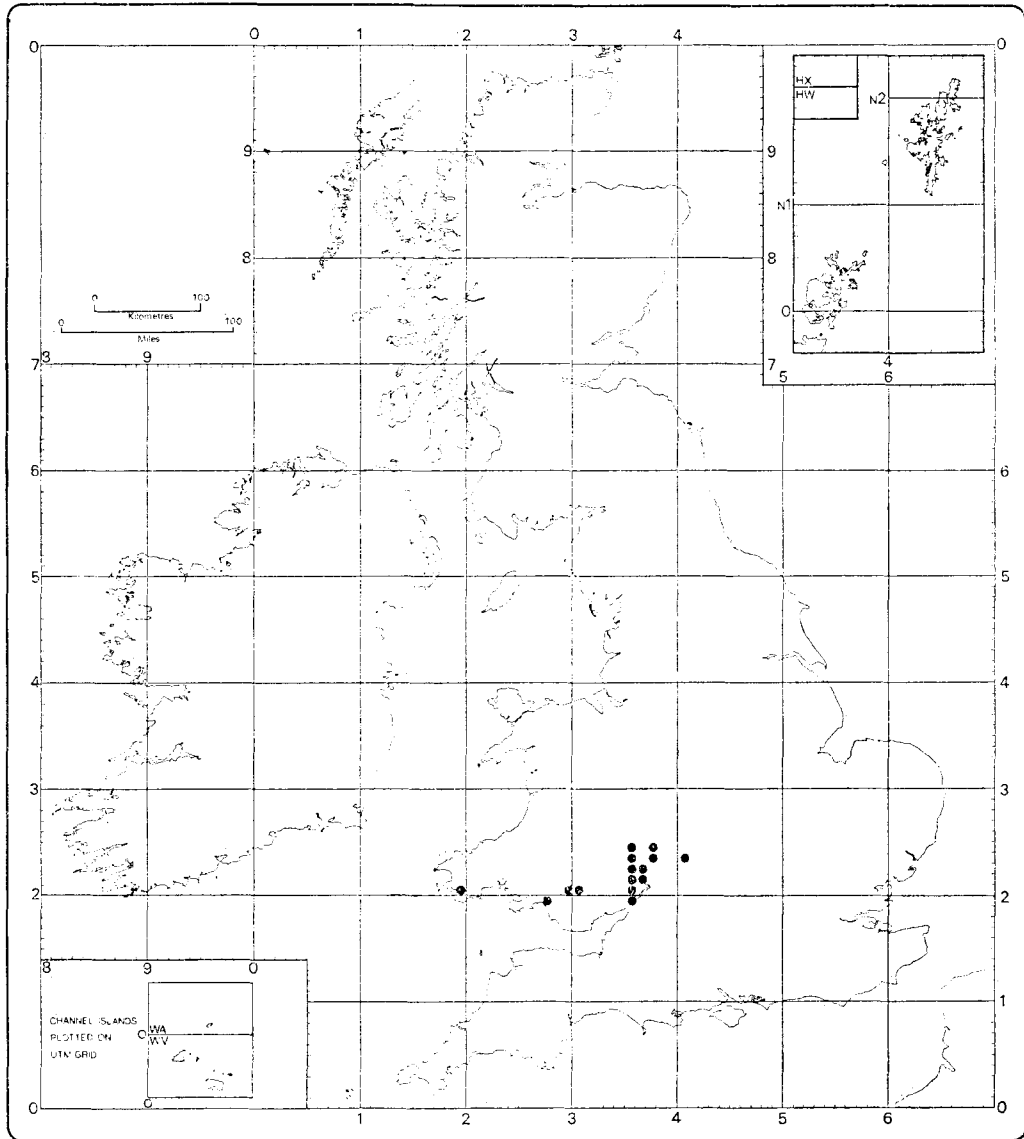 0 1 2 3 4
0 0
HX
HW
N2
9 9
N1
8 8
0 100
Kilometres
0 100
Miles
0
3 9 7 7
5 4
6
6 6
5 5
4 4
3 3
2 2
8 9 0
1 1
CHANNEL ISLANDS
PLOTTED ON
UTM GRID
0 WA
WV
0
0 0
1 2 3 4 5 6